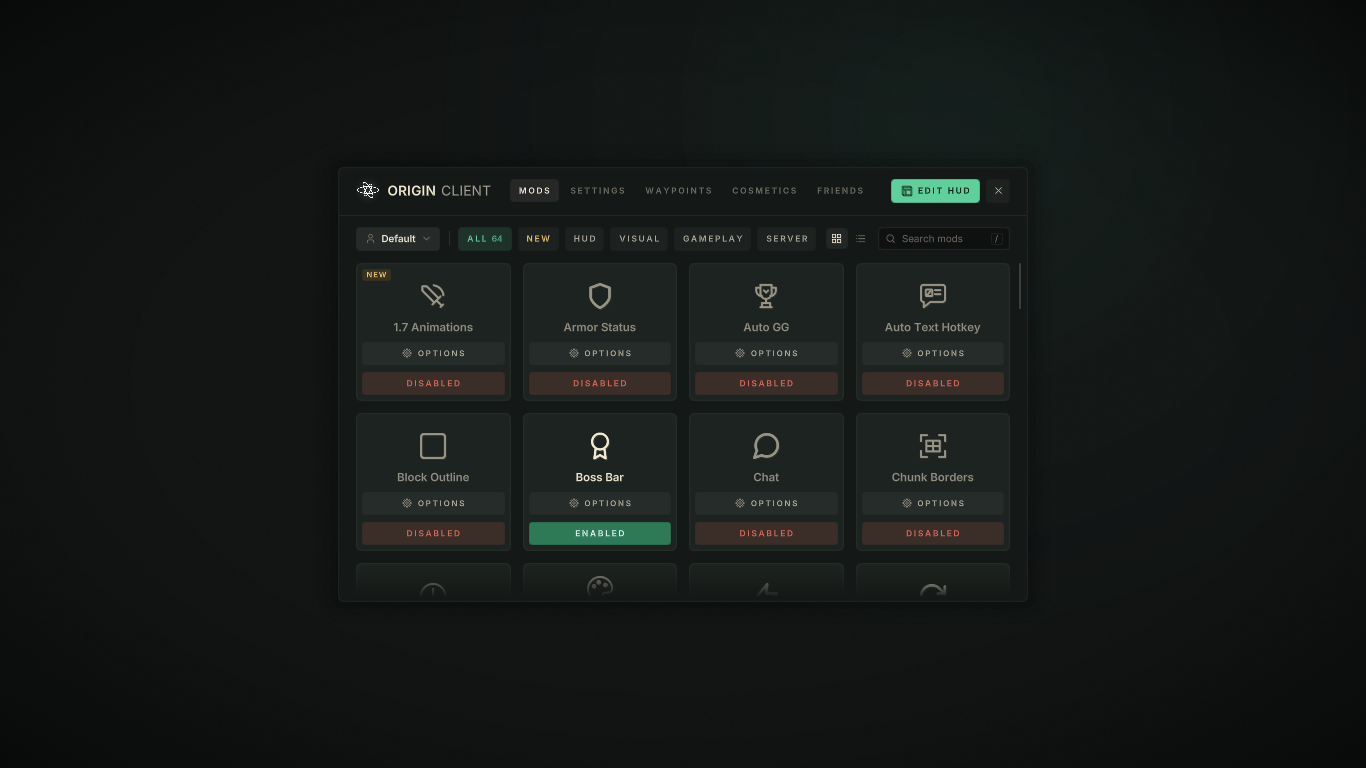 ORIGIN CLIENT MODS SETTINGS WAYPOINTS COSMETICS FRIENDS EDIT HUD
Default ALL 64 NEW HUD VISUAL GAMEPLAY SERVER Search mods /
NEW
1.7 Animations Armor Status Auto GG Auto Text Hotkey
OPTIONS OPTIONS OPTIONS OPTIONS
DISABLED DISABLED DISABLED DISABLED
Block Outline Boss Bar Chat Chunk Borders
OPTIONS OPTIONS OPTIONS OPTIONS
DISABLED ENABLED DISABLED DISABLED